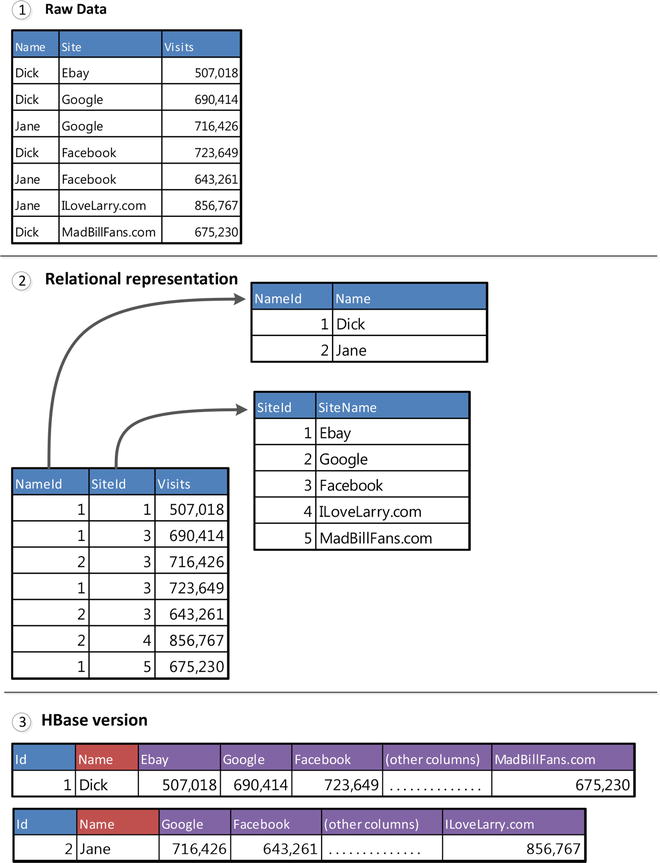 1 Raw Data
Name Site Visits
Dick Ebay 507,018
Dick Google 690,414
Jane Google 716,426
Dick Facebook 723,649
Jane Facebook 643,261
Jane ILoveLarry.com 856,767
Dick MadBillFans.com 675,230
2 Relational representation
NameId Name
1 Dick
2 Jane
SiteId SiteName
1 Ebay
2 Google
3 Facebook
4 ILoveLarry.com
5 MadBillFans.com
NameId SiteId Visits
1 1 507,018
1 3 690,414
2 3 716,426
1 3 723,649
2 3 643,261
2 4 856,767
1 5 675,230
3 HBase version
Id Name Ebay Google Facebook (other columns) MadBillFans.com
1 Dick 507,018 690,414 723,649 .............. 675,230
Id Name Google Facebook (other columns) ILoveLarry.com
2 Jane 716,426 643,261 .............. 856,767